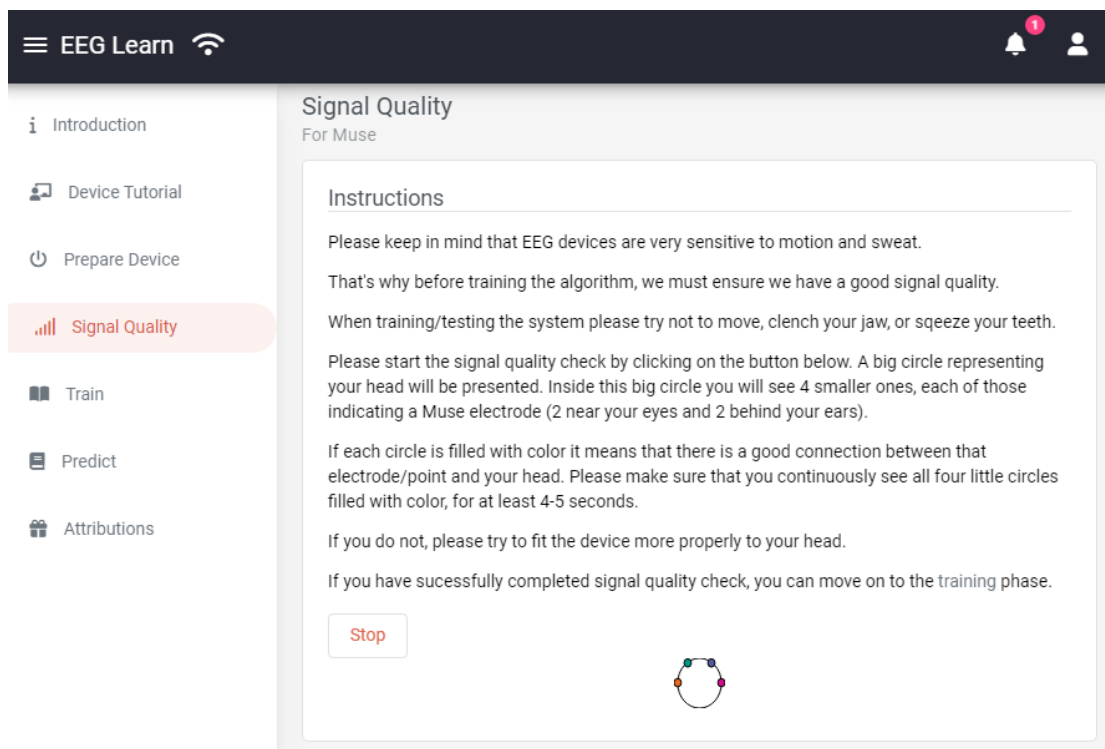 EEG Learn
1
Introduction
Device Tutorial
Prepare Device
Signal Quality
Train
Predict
Attributions
Signal Quality
For Muse
Instructions
Please keep in mind that EEG devices are very sensitive to motion and sweat.
That's why before training the algorithm, we must ensure we have a good signal quality.
When training/testing the system please try not to move, clench your jaw, or sqeeze your teeth.
Please start the signal quality check by clicking on the button below. A big circle representing
your head will be presented. Inside this big circle you will see 4 smaller ones, each of those
indicating a Muse electrode (2 near your eyes and 2 behind your ears).
If each circle is filled with color it means that there is a good connection between that
electrode/point and your head. Please make sure that you continuously see all four little circles
filled with color, for at least 4-5 seconds.
If you do not, please try to fit the device more properly to your head.
If you have sucessfully completed signal quality check, you can move on to the training phase.
Stop